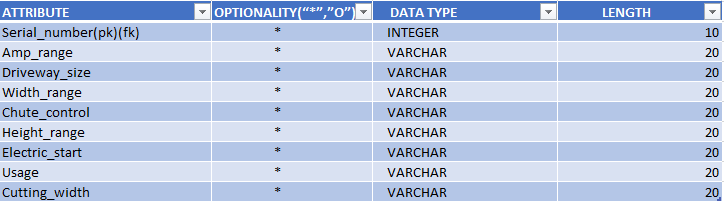 ATTRIBUTE OPTIONALITY(“*”,”O”) DATA TYPE LENGTH
Serial_number(pk)(fk) * INTEGER 10
Amp_range * VARCHAR 20
Driveway_size * VARCHAR 20
Width_range * VARCHAR 20
Chute_control * VARCHAR 20
Height_range * VARCHAR 20
Electric_start * VARCHAR 20
Usage * VARCHAR 20
Cutting_width * VARCHAR 20